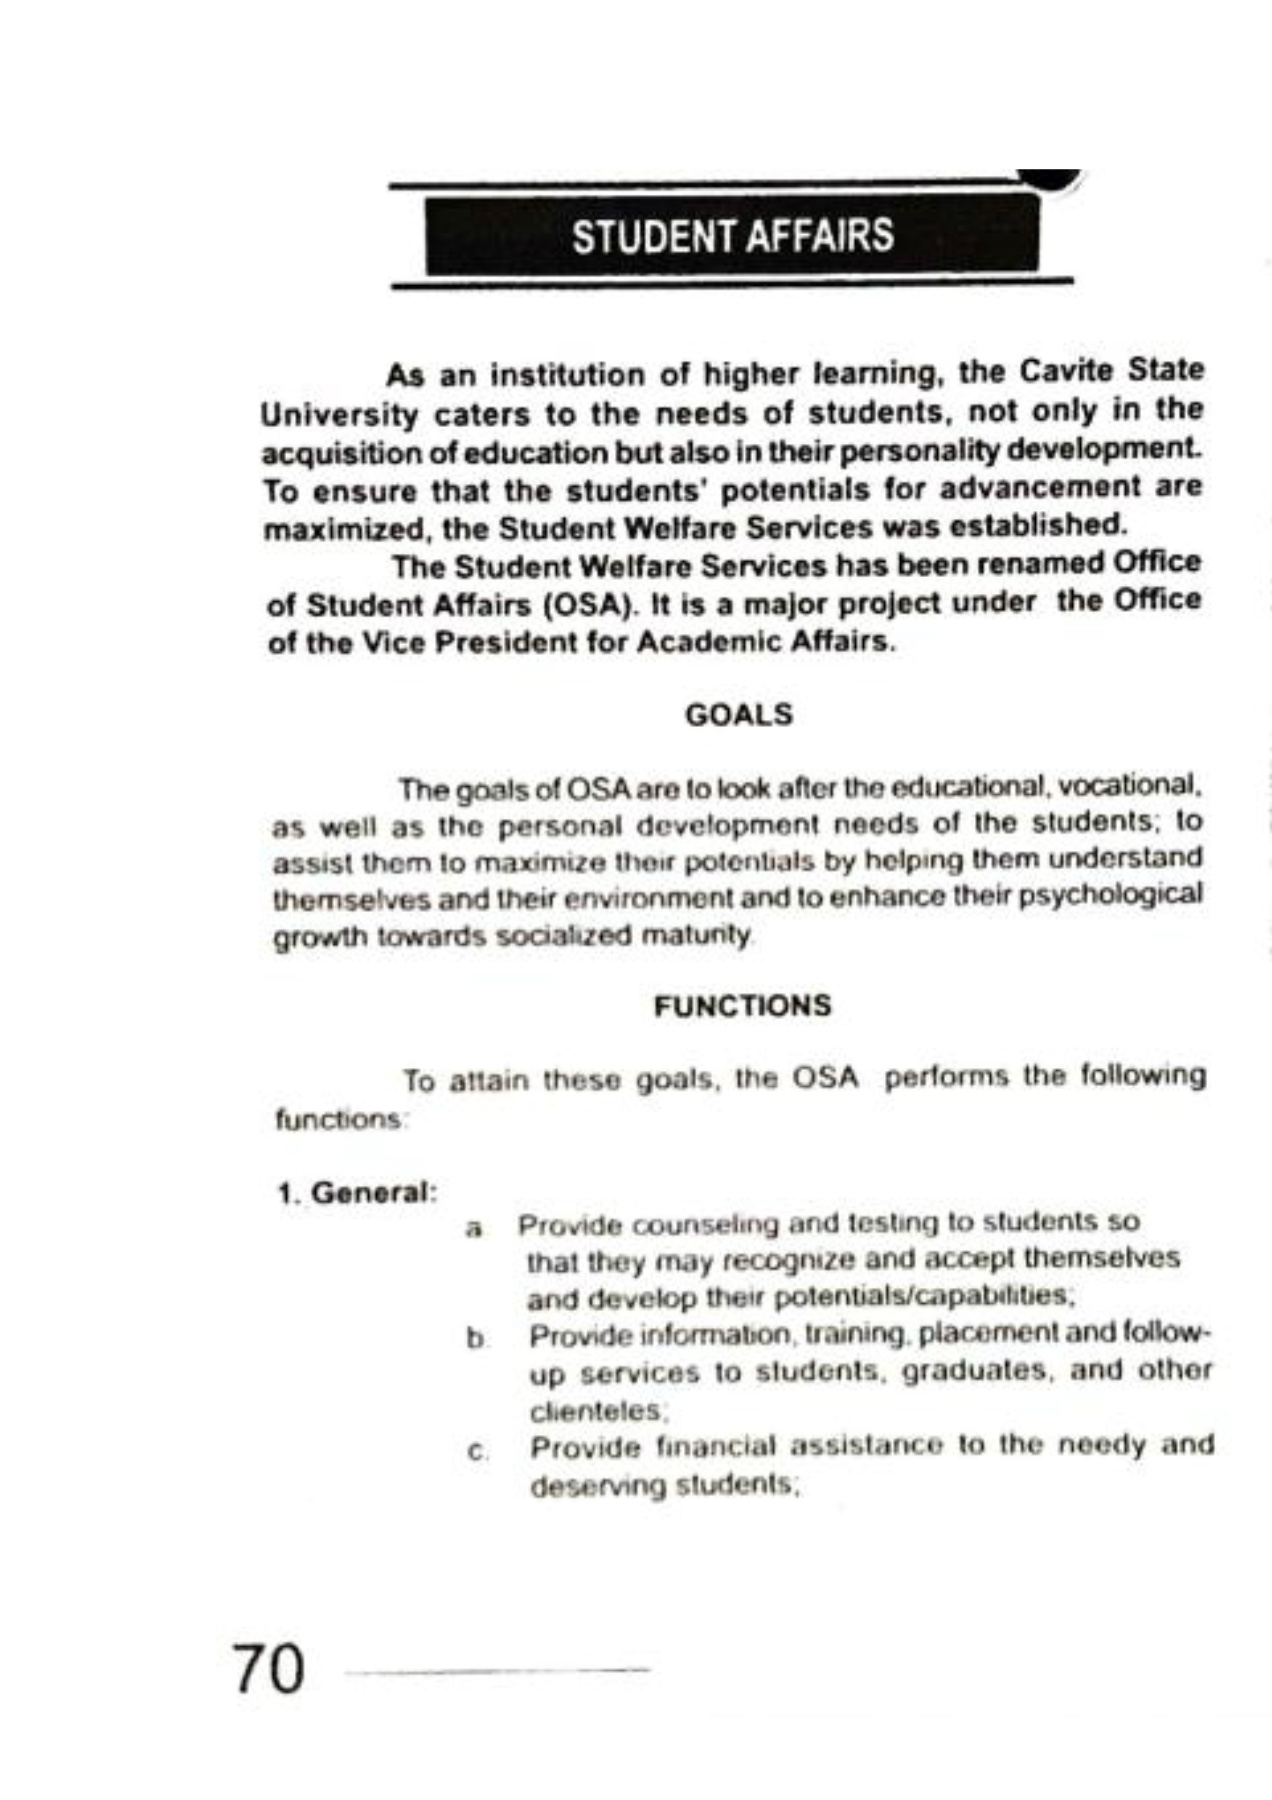 STUDENT AFFAIRS
As an institution of higher learning, the Cavite State
University caters to the needs of students, not only in the
acquisition of education but also in their personality development.
To ensure that the students' potentials for advancement are
maximized, the Student Welfare Services was established.
The Student Welfare Services has been renamed Office
of Student Affairs (OSA). It is a major project under the Office
of the Vice President for Academic Affairs.
GOALS
The goals of OSA are to look after the educational, vocational,
as well as the personal development needs of the students; to
assist them to maximize their potentials by helping them understand
themselves and their environment and to enhance their psychological
growth towards socialized maturity.
FUNCTIONS
To attain these goals, the OSA performs the following
functions:
1. General:
a Provide counseling and testing to students so
that they may recognize and accept themselves
and develop their potentials/capabilities;
b. Provide information, training, placement and follow-
up services to students, graduates, and other
clienteles;
c. Provide financial assistance to the needy and
deserving students;
70